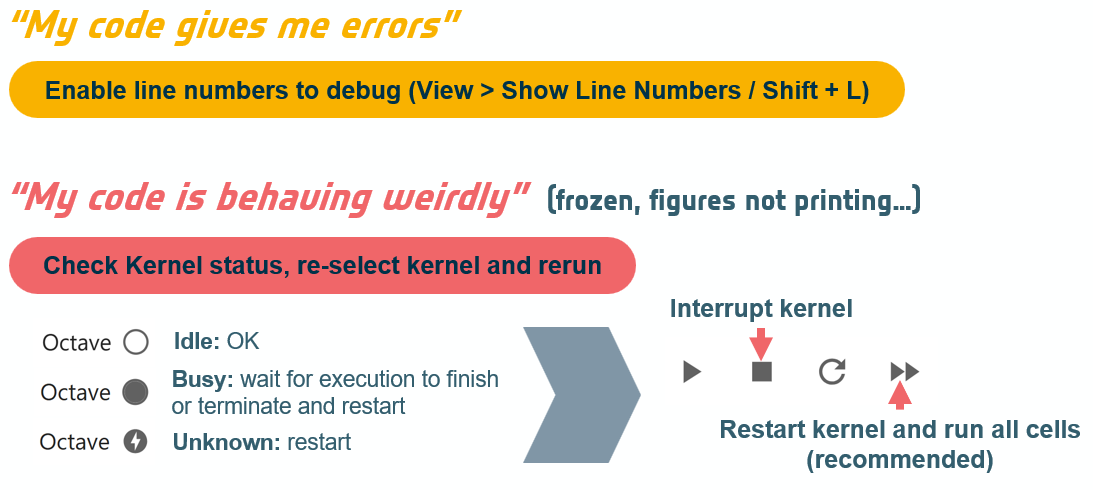 “My code gives me errors”
Enable line numbers to debug (View > Show Line Numbers / Shift + L)
“My code is behaving weirdly” (frozen, figures not printing...)
Check Kernel status, re-select kernel and rerun
Octave Idle: OK
Octave Busy: wait for execution to finish
or terminate and restart
Octave Unknown: restart
Interrupt kernel
Restart kernel and run all cells
(recommended)